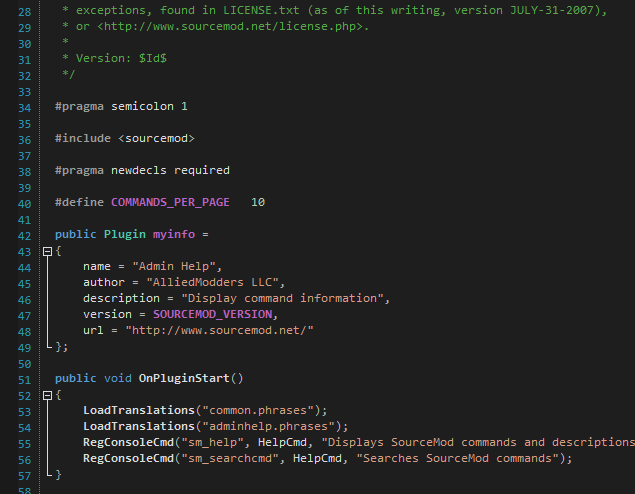 28 * exceptions, found in LICENSE.txt (as of this writing, version JULY-31-2007),
29 * or <http://www.sourcemod.net/license.php>.
30 *
31 * Version: $Id$
32 */
33
34 #pragma semicolon 1
35
36 #include <sourcemod>
37
38 #pragma newdecls required
39
40 #define COMMANDS_PER_PAGE   10
41
42 public Plugin myinfo =
43 {
44     name = "Admin Help",
45     author = "AlliedModders LLC",
46     description = "Display command information",
47     version = SOURCEMOD_VERSION,
48     url = "http://www.sourcemod.net/"
49 };
50
51 public void OnPluginStart()
52 {
53     LoadTranslations("common.phrases");
54     LoadTranslations("adminhelp.phrases");
55     RegConsoleCmd("sm_help", HelpCmd, "Displays SourceMod commands and descriptions
56     RegConsoleCmd("sm_searchcmd", HelpCmd, "Searches SourceMod commands");
57 }
58